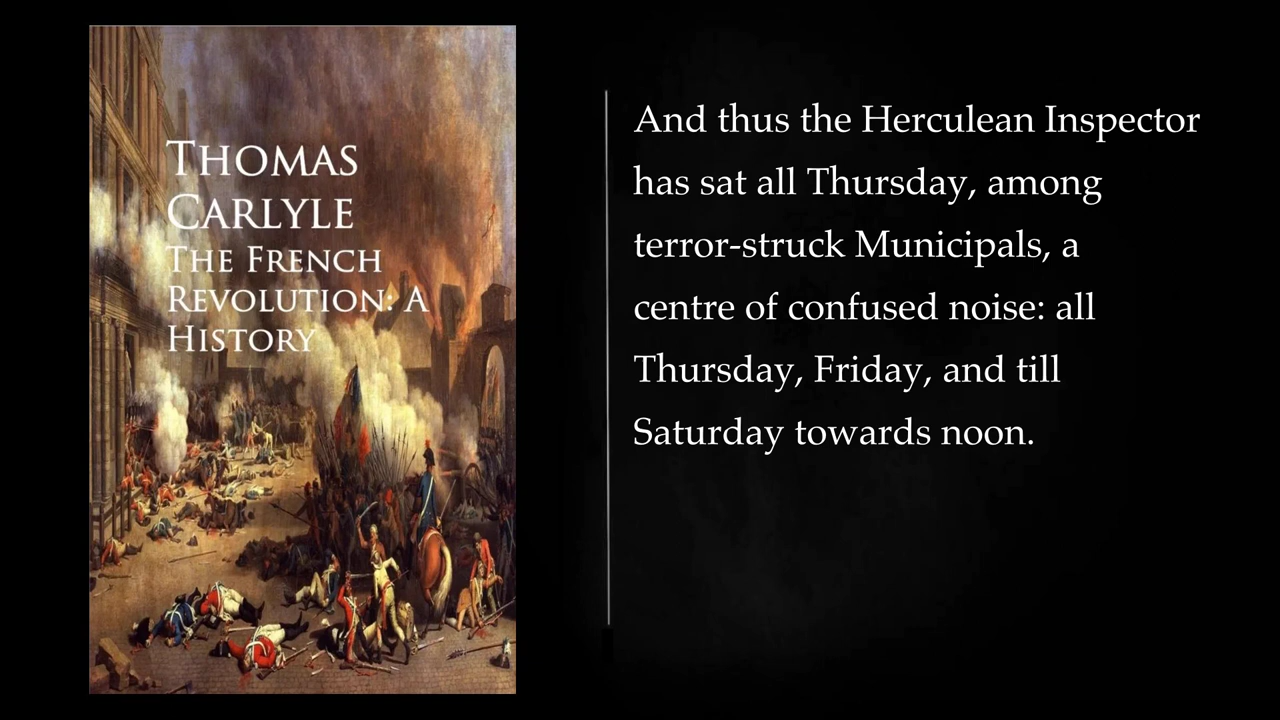 THOMAS
CARLYLE
THE FRENCH
REVOLUTION: A
HISTORY
And thus the Herculean Inspector
has sat all Thursday, among
terror-struck Municipals, a
centre of confused noise: all
Thursday, Friday, and till
Saturday towards noon.